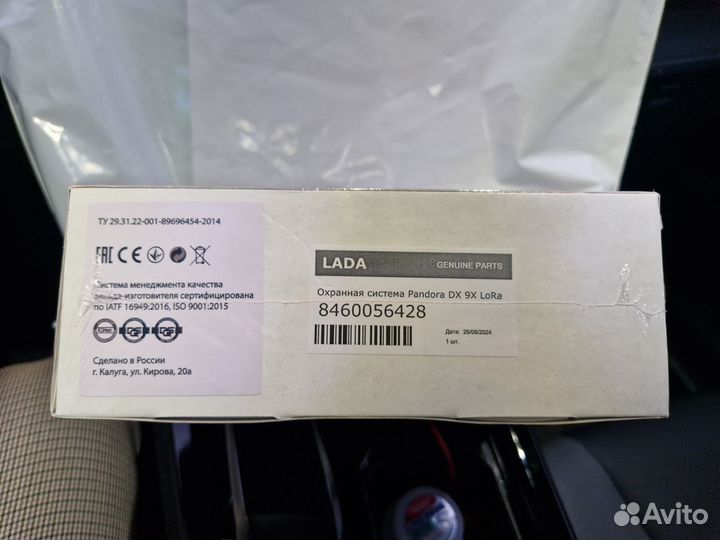 ТУ 29.31.22-001-89696454-2014
EAC CE
Система менеджмента качества
завода-изготовителя сертифицирована
по IATF 16949:2016, ISO 9001:2015
Сделано в России
г. Калуга, ул. Кирова, 20а
LADA GENUINE PARTS
Охранная система Pandora DX 9X LoRa
8460056428
Дата: 26/08/2024
1 шт.
Avito